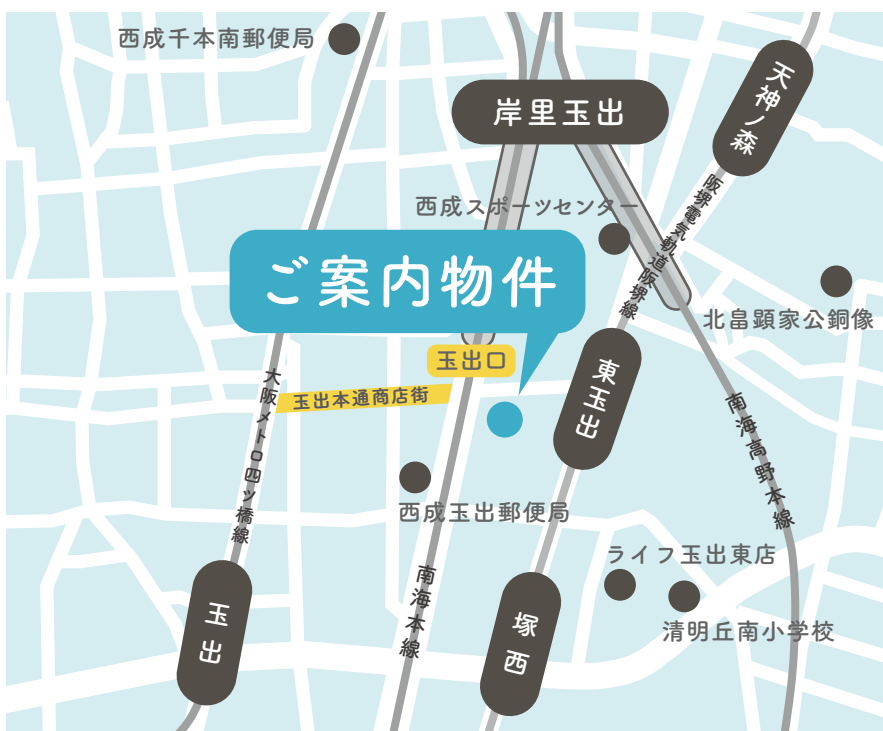 西成千本南郵便局
岸里玉出
天神ノ森
西成スポーツセンター
阪堺電気軌道阪堺線
ご案内物件
北畠顕家公銅像
玉出口
東玉出
大阪メトロ四ツ橋線
玉出本通商店街
南海高野本線
西成玉出郵便局
ライフ玉出東店
南海本線
玉出
塚西
清明丘南小学校